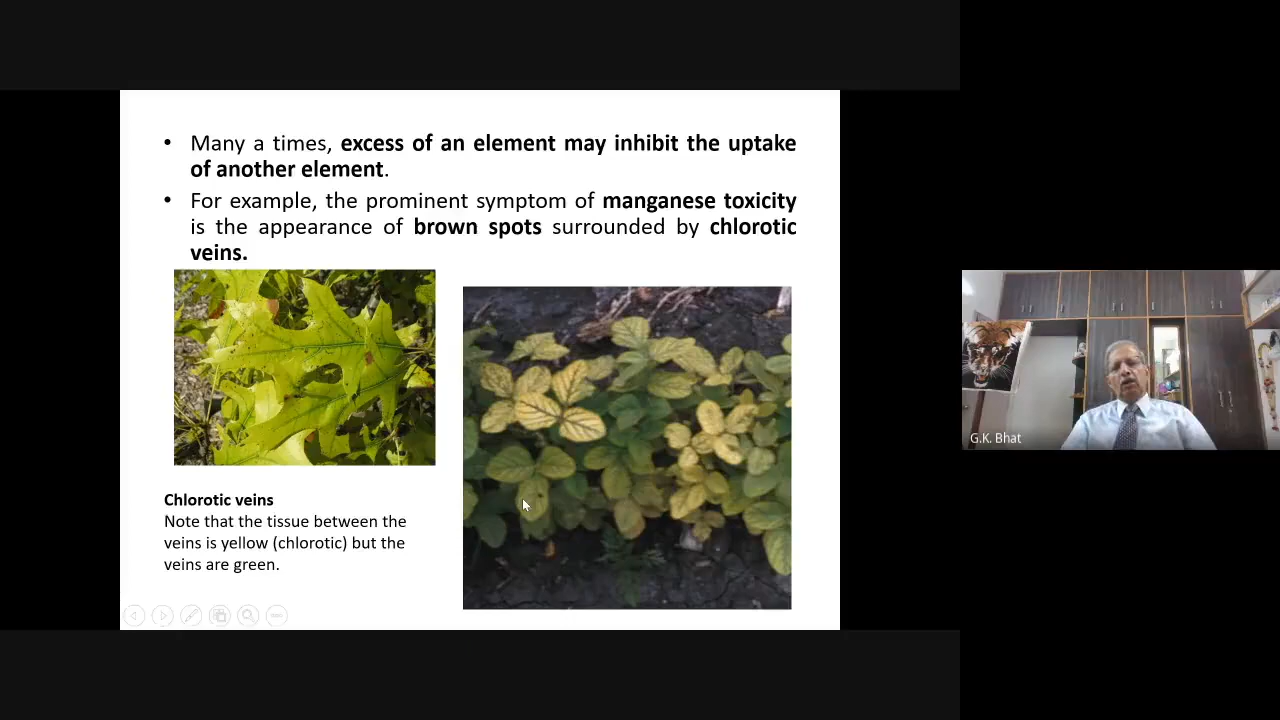 • Many a times, excess of an element may inhibit the uptake
of another element.
• For example, the prominent symptom of manganese toxicity
is the appearance of brown spots surrounded by chlorotic
veins.
Chlorotic veins
Note that the tissue between the
veins is yellow (chlorotic) but the
veins are green.
G.K. Bhat